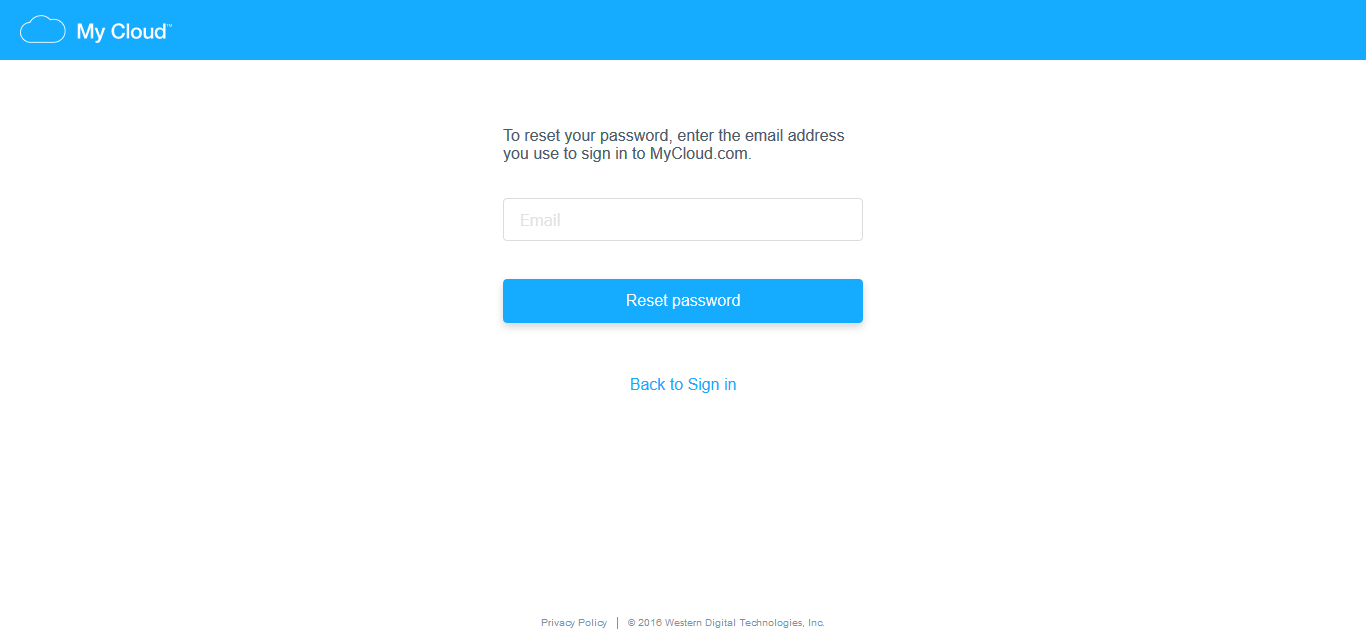 My Cloud™
To reset your password, enter the email address
you use to sign in to MyCloud.com.
Email
Reset password
Back to Sign in
Privacy Policy | © 2016 Western Digital Technologies, Inc.